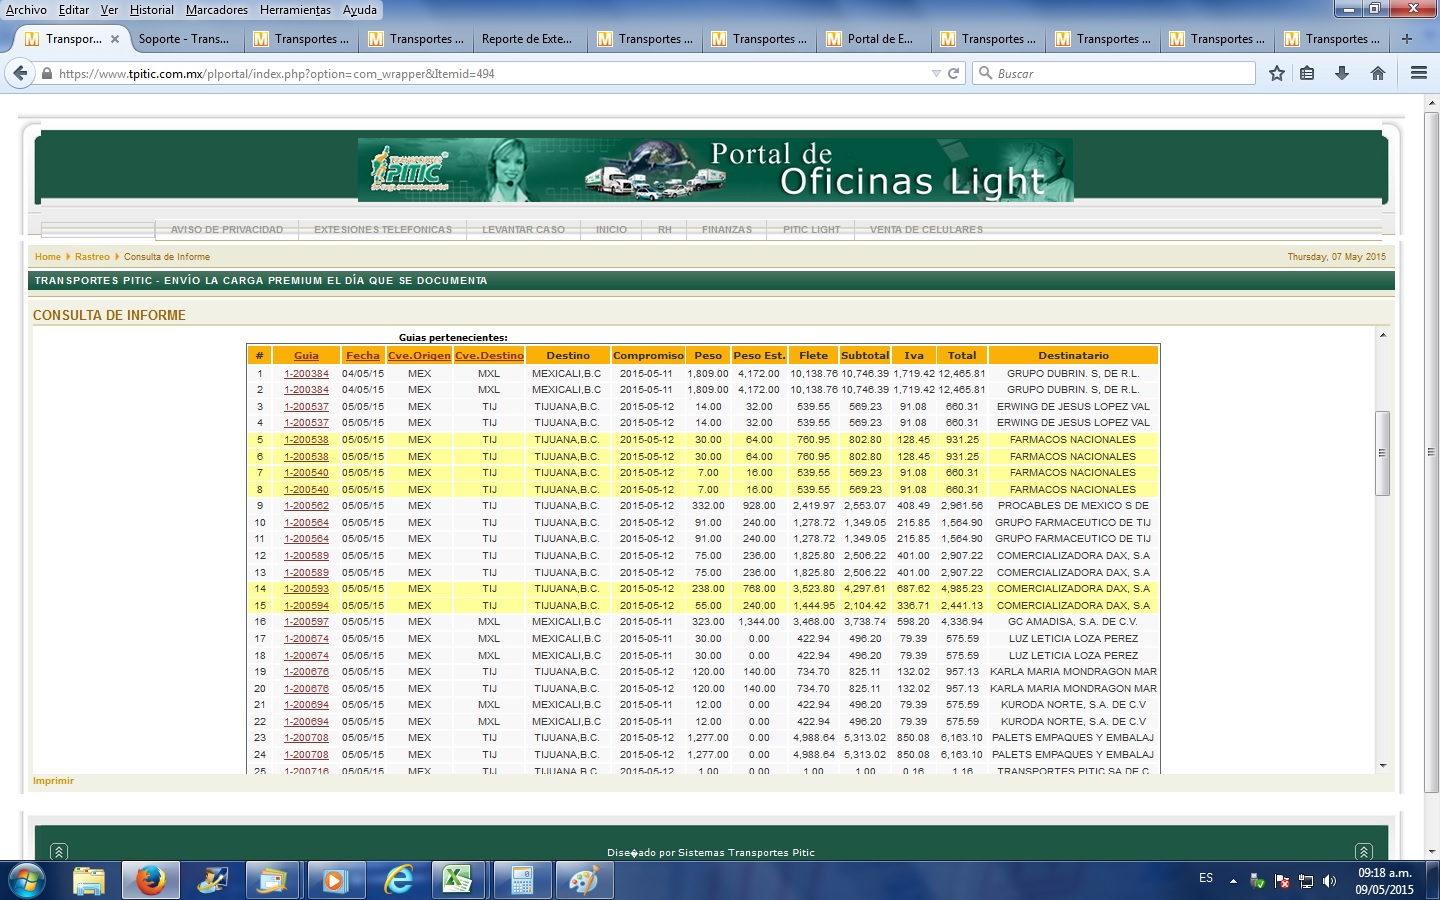 Archivo Editar Ver Historial Marcadores Herramientas Ayuda
Transpor... Soporte - Trans... Transportes ... Transportes ... Reporte de Exte... Transportes ... Transportes ... Portal de E... Transportes ... Transportes ... Transportes ... Transportes ...
https://www.tpitic.com.mx/plportal/index.php?option=com_wrapper&Itemid=494 Buscar
TRANSPORTES PITIC
Portal de
Oficinas Light
AVISO DE PRIVACIDAD EXTESIONES TELEFONICAS LEVANTAR CASO INICIO RH FINANZAS PITIC LIGHT VENTA DE CELULARES
Home Rastreo Consulta de Informe Thursday, 07 May 2015
TRANSPORTES PITIC - ENVÍO LA CARGA PREMIUM EL DÍA QUE SE DOCUMENTA
CONSULTA DE INFORME
Guias pertenecientes:
# Guia Fecha Cve.Origen Cve.Destino Destino Compromiso Peso Peso Est. Flete Subtotal Iva Total Destinatario
1 1-200384 04/05/15 MEX MXL MEXICALI,B.C 2015-05-11 1,809.00 4,172.00 10,138.76 10,746.39 1,719.42 12,465.81 GRUPO DUBRIN. S, DE R.L.
2 1-200384 04/05/15 MEX MXL MEXICALI,B.C 2015-05-11 1,809.00 4,172.00 10,138.76 10,746.39 1,719.42 12,465.81 GRUPO DUBRIN. S, DE R.L.
3 1-200537 05/05/15 MEX TIJ TIJUANA,B.C. 2015-05-12 14.00 32.00 539.55 569.23 91.08 660.31 ERWING DE JESUS LOPEZ VAL
4 1-200537 05/05/15 MEX TIJ TIJUANA,B.C. 2015-05-12 14.00 32.00 539.55 569.23 91.08 660.31 ERWING DE JESUS LOPEZ VAL
5 1-200538 05/05/15 MEX TIJ TIJUANA,B.C. 2015-05-12 30.00 64.00 760.95 802.80 128.45 931.25 FARMACOS NACIONALES
6 1-200538 05/05/15 MEX TIJ TIJUANA,B.C. 2015-05-12 30.00 64.00 760.95 802.80 128.45 931.25 FARMACOS NACIONALES
7 1-200540 05/05/15 MEX TIJ TIJUANA,B.C. 2015-05-12 7.00 16.00 539.55 569.23 91.08 660.31 FARMACOS NACIONALES
8 1-200540 05/05/15 MEX TIJ TIJUANA,B.C. 2015-05-12 7.00 16.00 539.55 569.23 91.08 660.31 FARMACOS NACIONALES
9 1-200562 05/05/15 MEX TIJ TIJUANA,B.C. 2015-05-12 332.00 928.00 2,419.97 2,553.07 408.49 2,961.56 PROCABLES DE MEXICO S DE
10 1-200564 05/05/15 MEX TIJ TIJUANA,B.C. 2015-05-12 91.00 240.00 1,278.72 1,349.05 215.85 1,564.90 GRUPO FARMACEUTICO DE TIJ
11 1-200564 05/05/15 MEX TIJ TIJUANA,B.C. 2015-05-12 91.00 240.00 1,278.72 1,349.05 215.85 1,564.90 GRUPO FARMACEUTICO DE TIJ
12 1-200589 05/05/15 MEX TIJ TIJUANA,B.C. 2015-05-12 75.00 236.00 1,825.80 2,506.22 401.00 2,907.22 COMERCIALIZADORA DAX, S.A
13 1-200589 05/05/15 MEX TIJ TIJUANA,B.C. 2015-05-12 75.00 236.00 1,825.80 2,506.22 401.00 2,907.22 COMERCIALIZADORA DAX, S.A
14 1-200593 05/05/15 MEX TIJ TIJUANA,B.C. 2015-05-12 238.00 768.00 3,523.80 4,297.61 687.62 4,985.23 COMERCIALIZADORA DAX, S.A
15 1-200594 05/05/15 MEX TIJ TIJUANA,B.C. 2015-05-12 55.00 240.00 1,444.95 2,104.42 336.71 2,441.13 COMERCIALIZADORA DAX, S.A
16 1-200597 05/05/15 MEX MXL MEXICALI,B.C 2015-05-11 323.00 1,344.00 3,468.00 3,738.74 598.20 4,336.94 GC AMADISA, S.A. DE C.V.
17 1-200674 05/05/15 MEX MXL MEXICALI,B.C 2015-05-11 30.00 0.00 422.94 496.20 79.39 575.59 LUZ LETICIA LOZA PEREZ
18 1-200674 05/05/15 MEX MXL MEXICALI,B.C 2015-05-11 30.00 0.00 422.94 496.20 79.39 575.59 LUZ LETICIA LOZA PEREZ
19 1-200676 05/05/15 MEX TIJ TIJUANA,B.C. 2015-05-12 120.00 140.00 734.70 825.11 132.02 957.13 KARLA MARIA MONDRAGON MAR
20 1-200676 05/05/15 MEX TIJ TIJUANA,B.C. 2015-05-12 120.00 140.00 734.70 825.11 132.02 957.13 KARLA MARIA MONDRAGON MAR
21 1-200694 05/05/15 MEX MXL MEXICALI,B.C 2015-05-11 12.00 0.00 422.94 496.20 79.39 575.59 KURODA NORTE, S.A. DE C.V
22 1-200694 05/05/15 MEX MXL MEXICALI,B.C 2015-05-11 12.00 0.00 422.94 496.20 79.39 575.59 KURODA NORTE, S.A. DE C.V
23 1-200708 05/05/15 MEX TIJ TIJUANA,B.C. 2015-05-12 1,277.00 0.00 4,988.64 5,313.02 850.08 6,163.10 PALETS EMPAQUES Y EMBALAJ
24 1-200708 05/05/15 MEX TIJ TIJUANA,B.C. 2015-05-12 1,277.00 0.00 4,988.64 5,313.02 850.08 6,163.10 PALETS EMPAQUES Y EMBALAJ
25 1-200716 05/05/15 MEX TIJ TIJUANA,B.C. 2015-05-12 1.00 0.00 1.00 1.00 0.16 1.16 TRANSPORTES PITIC SA DE C
Imprimir
Dise�ado por Sistemas Transportes Pitic
ES 09:18 a.m.
09/05/2015